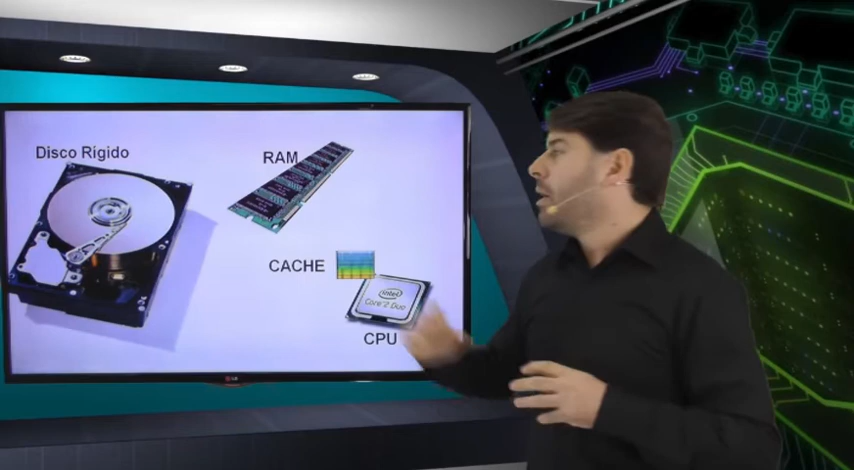 Disco Rígido
RAM
CACHE
intel
Core 2 Duo
CPU
LG